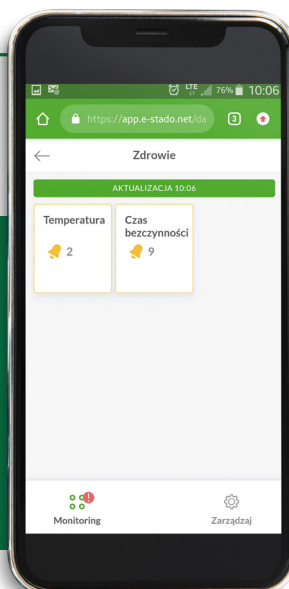 LTE 76% 10:06
https://app.e-stado.net/da 3
Zdrowie
AKTUALIZACJA 10:06
Temperatura
2
Czas
bezczynności
9
Monitoring
Zarządzaj